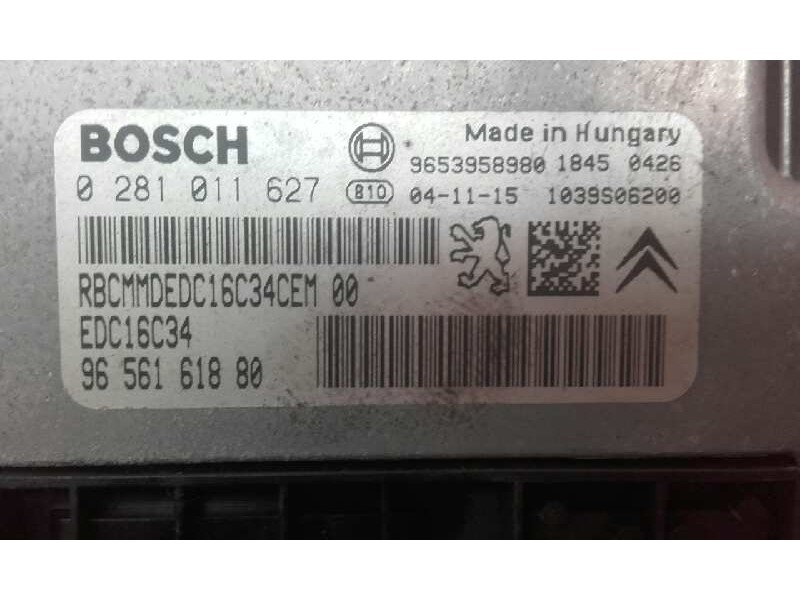 BOSCH
Made in Hungary
9653958980 1845 0426
0 281 011 627 810 04-11-15 1039S06200
RBCMMDEDC16C34CEM 00
EDC16C34
96 561 618 80